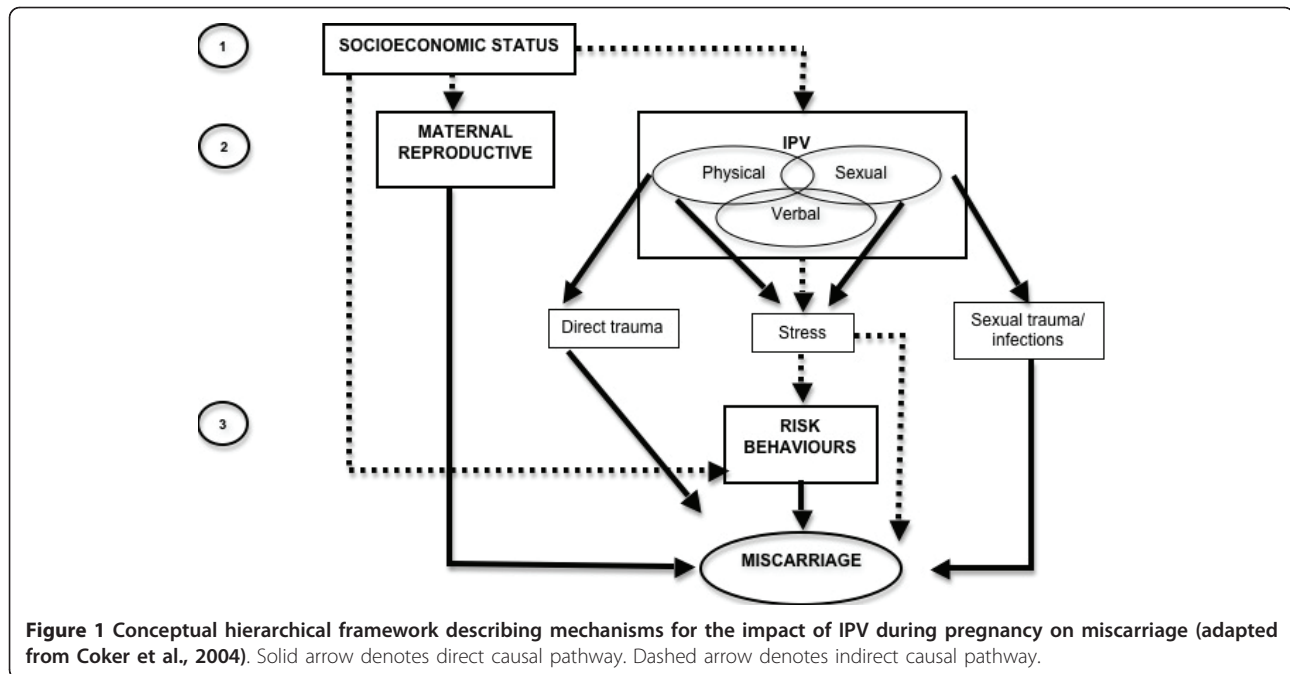 1
SOCIOECONOMIC STATUS
2
MATERNAL
REPRODUCTIVE
IPV
Physical
Sexual
Verbal
Direct trauma
Stress
Sexual trauma/
infections
3
RISK
BEHAVIOURS
MISCARRIAGE
Figure 1 Conceptual hierarchical framework describing mechanisms for the impact of IPV during pregnancy on miscarriage (adapted
from Coker et al., 2004). Solid arrow denotes direct causal pathway. Dashed arrow denotes indirect causal pathway.